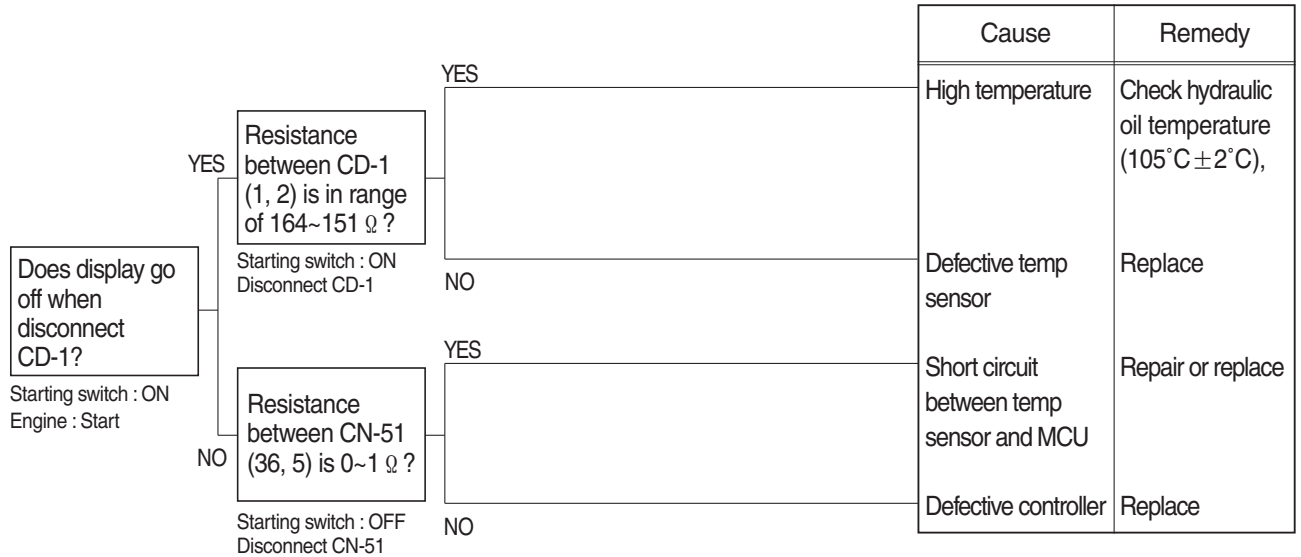 Does display go
off when
disconnect
CD-1?
Starting switch : ON
Engine : Start
YES
Resistance
between CD-1
(1, 2) is in range
of 164~151 Ω ?
Starting switch : ON
Disconnect CD-1
YES
NO
NO
Resistance
between CN-51
(36, 5) is 0~1 Ω ?
Starting switch : OFF
Disconnect CN-51
YES
NO
Cause
Remedy
High temperature
Check hydraulic
oil temperature
(105˚C±2˚C),
Defective temp
sensor
Replace
Short circuit
between temp
sensor and MCU
Repair or replace
Defective controller
Replace